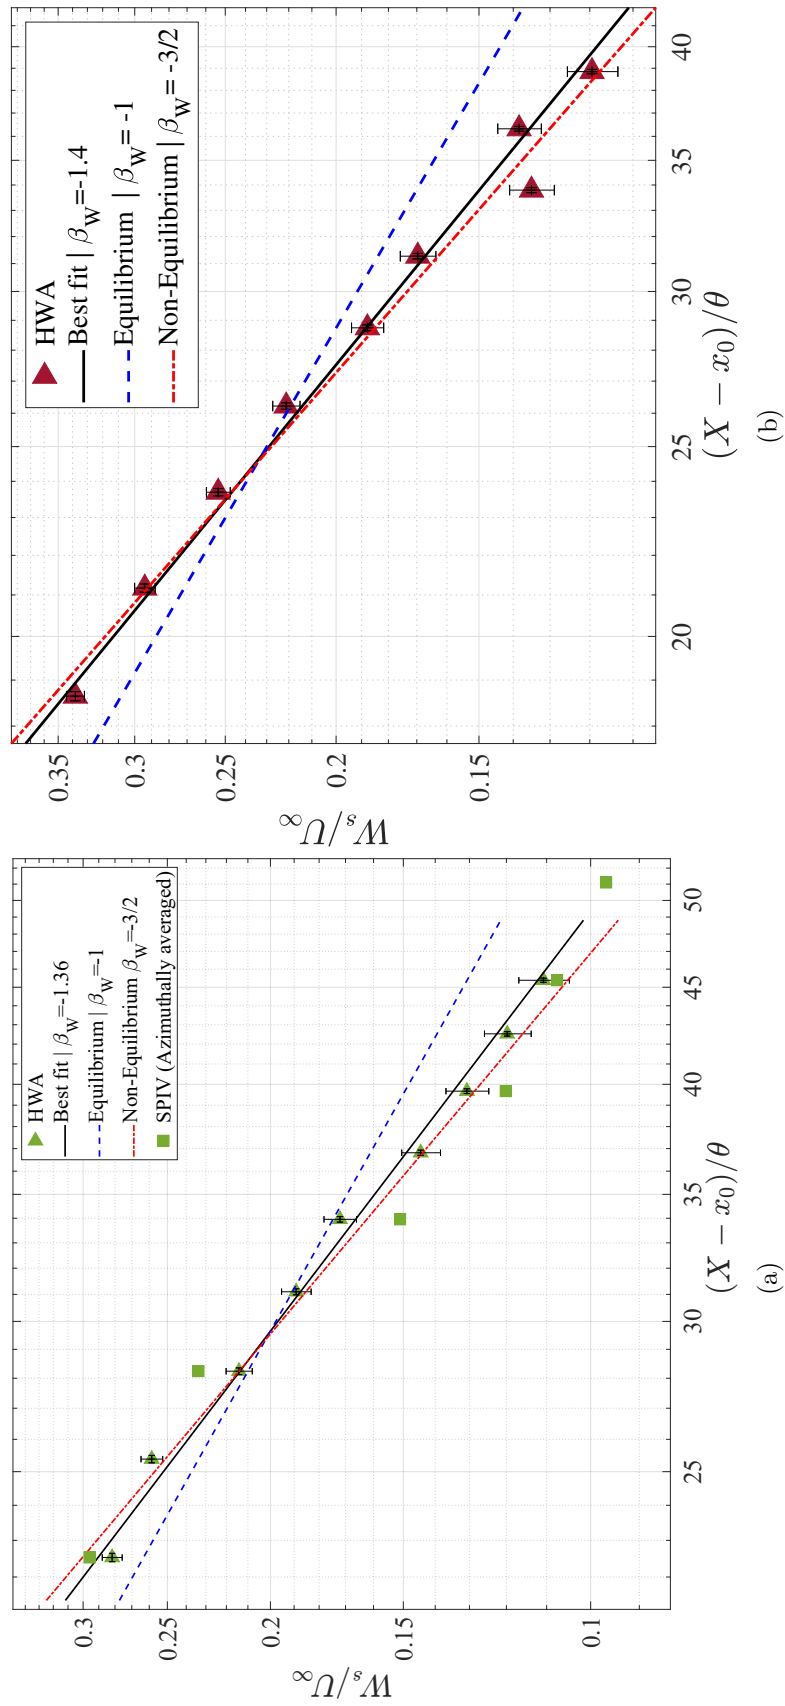 HWA
Best fit | β_W=-1.36
Equilibrium | β_W=-1
Non-Equilibrium β_W=-3/2
SPIV (Azimuthally averaged)
0.3
0.25
0.2
0.15
0.1
W_s/U_∞
25
30
35
40
45
50
(X − x_0)/θ
(a)
HWA
Best fit | β_W=-1.4
Equilibrium | β_W= -1
Non-Equilibrium | β_W= -3/2
0.35
0.3
0.25
0.2
0.15
W_s/U_∞
20
25
30
35
40
(X − x_0)/θ
(b)